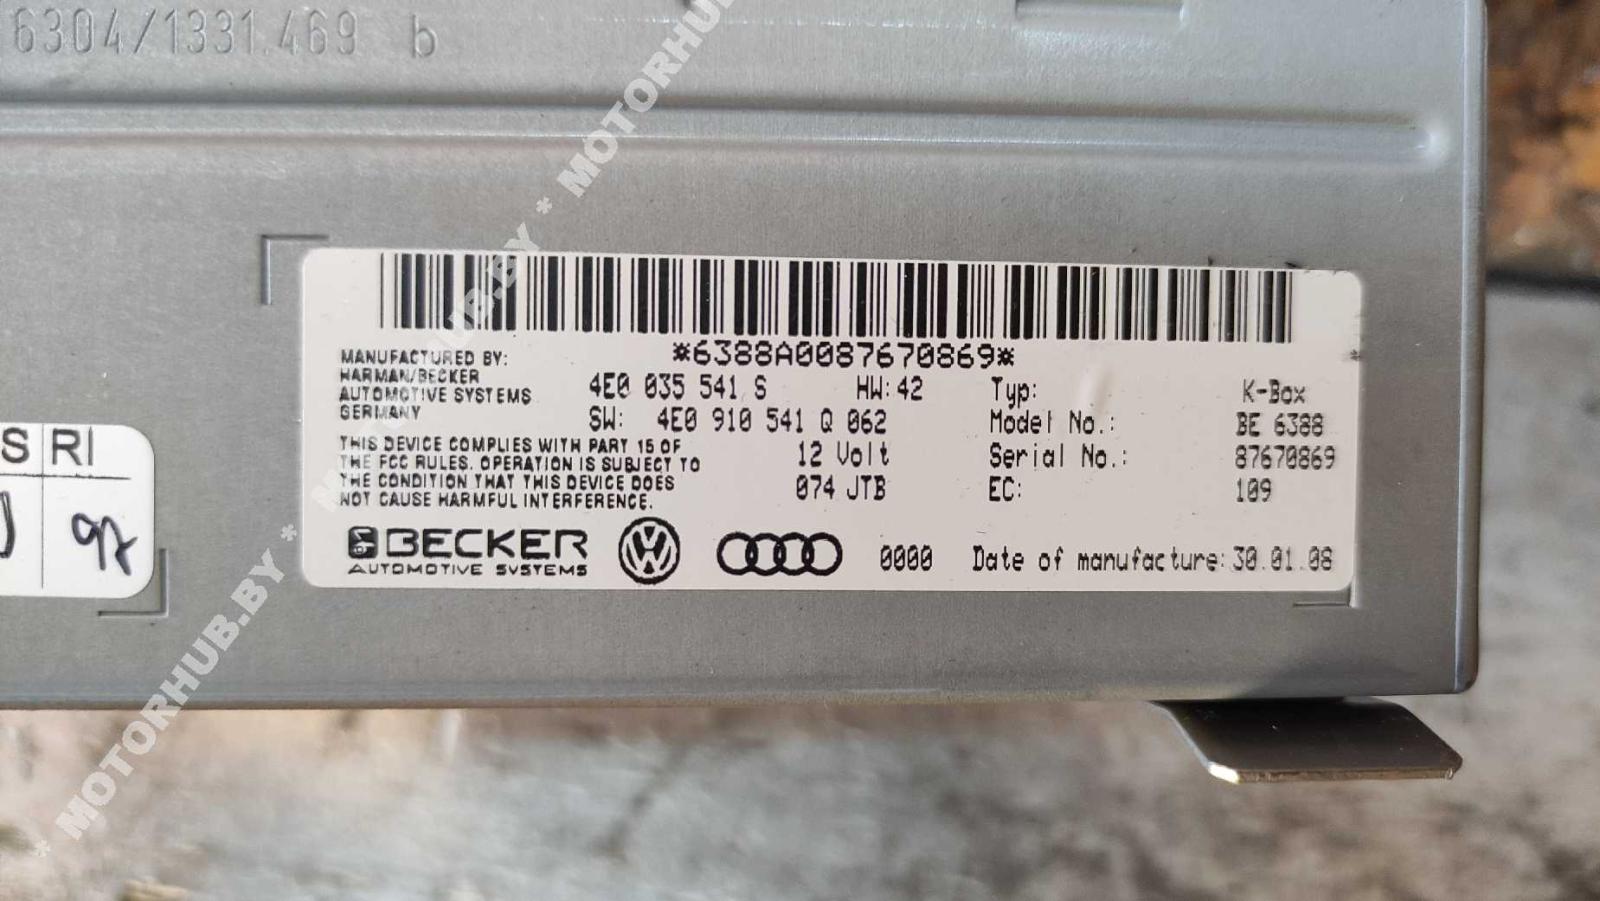 6304/1331.469 b
*6388A0087670869*
MANUFACTURED BY:
HARMAN/BECKER
AUTOMOTIVE SYSTEMS
GERMANY
4E0 035 541 S HW: 42
SW: 4E0 910 541 Q 062
12 Volt
074 JTB
Typ: K-Box
Model No.: BE 6388
Serial No.: 87670869
EC: 109
THIS DEVICE COMPLIES WITH PART 15 OF
THE FCC RULES. OPERATION IS SUBJECT TO
THE CONDITION THAT THIS DEVICE DOES
NOT CAUSE HARMFUL INTERFERENCE.
BECKER
AUTOMOTIVE SYSTEMS
0000 Date of manufacture: 30.01.08
S RI
97
* MOTORHUB.BY * MOTORHUB.BY * MOTORHUB